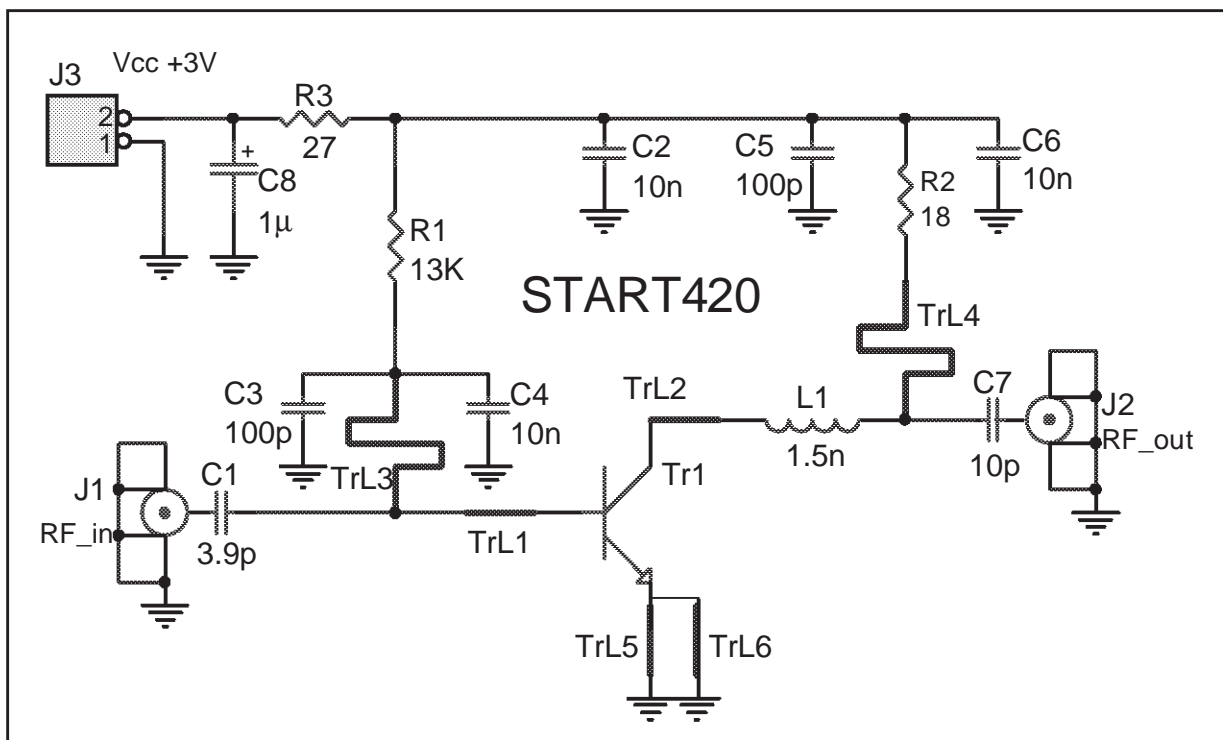 Vcc +3V
J3
2
1
R3
27
+
C8
1µ
C2
10n
C5
100p
R2
18
C6
10n
R1
13K
START420
TrL4
C3
100p
C4
10n
TrL3
TrL2
L1
1.5n
C7
10p
J2
RF_out
J1
RF_in
C1
3.9p
TrL1
Tr1
TrL5
TrL6